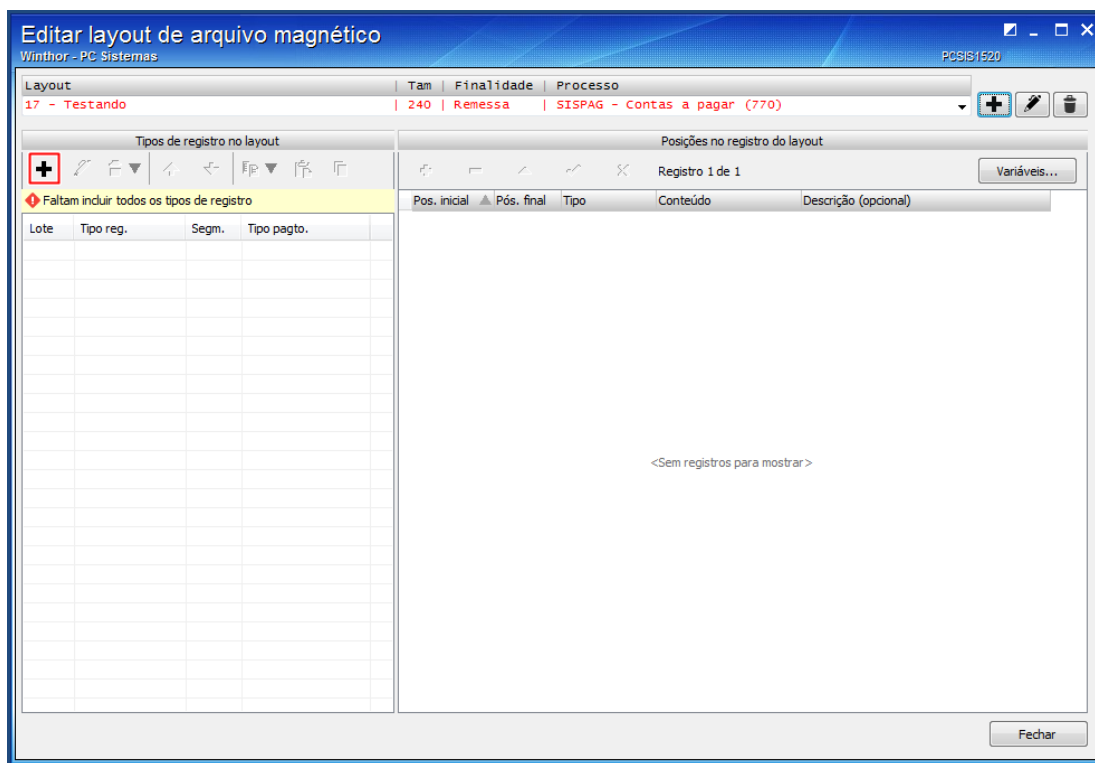 Editar layout de arquivo magnético
Winthor - PC Sistemas
PCSIS1520
Layout | Tam | Finalidade | Processo
17 - Testando | 240 | Remessa | SISPAG - Contas a pagar (770)
Tipos de registro no layout
Posições no registro do layout
Registro 1 de 1
Variáveis...
Faltam incluir todos os tipos de registro
Pos. inicial Pós. final Tipo Conteúdo Descrição (opcional)
Lote Tipo reg. Segm. Tipo pagto.
<Sem registros para mostrar>
Fechar